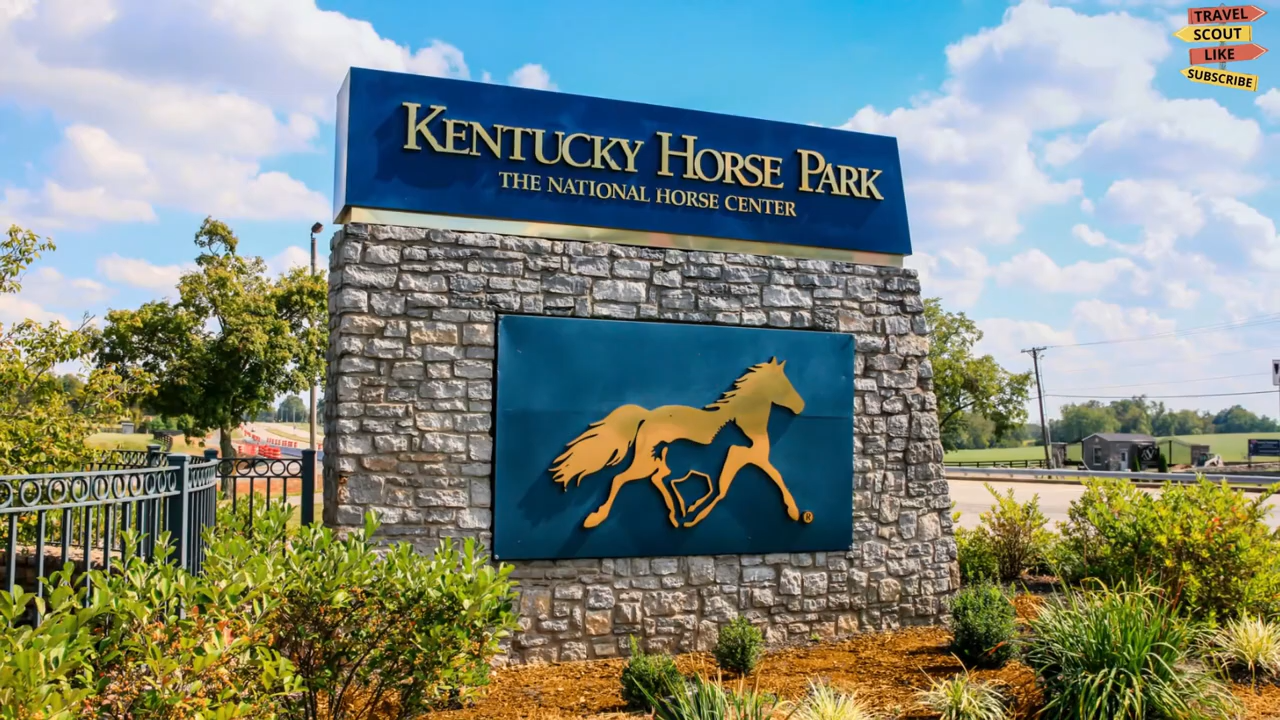 KENTUCKY HORSE PARK
THE NATIONAL HORSE CENTER
®
TRAVEL
SCOUT
LIKE
SUBSCRIBE